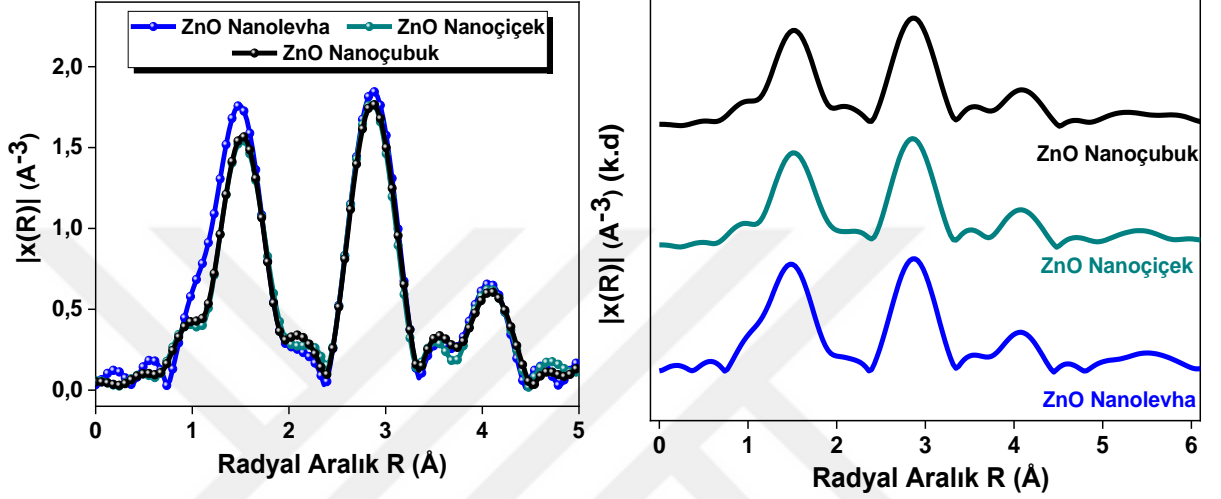 ZnO Nanolevha ZnO Nanoçiçek
ZnO Nanoçubuk
|x(R)| (A⁻³)
2,0
1,5
1,0
0,5
0,0
0 1 2 3 4 5
Radyal Aralık R (Å)
|x(R)| (A⁻³) (k.d)
ZnO Nanoçubuk
ZnO Nanoçiçek
ZnO Nanolevha
0 1 2 3 4 5 6
Radyal Aralık R (Å)